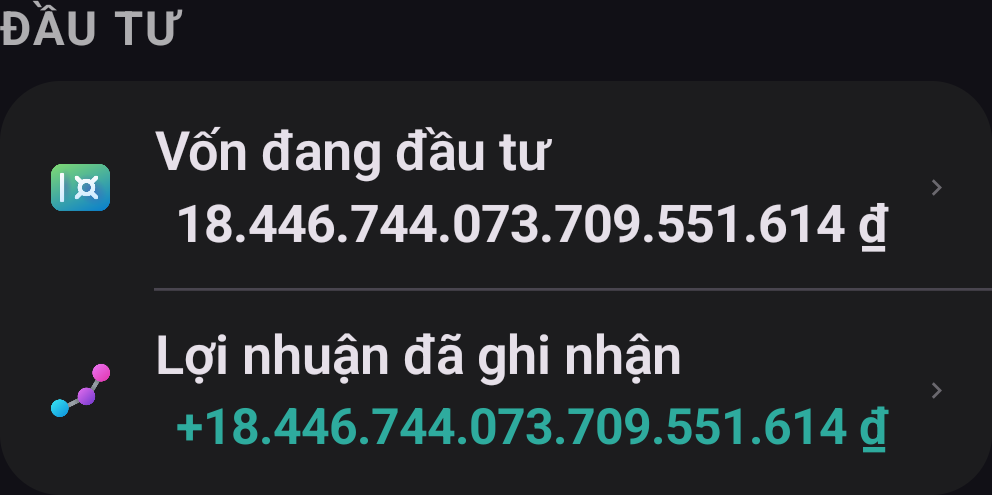 ĐẦU TƯ
Vốn đang đầu tư
18.446.744.073.709.551.614 ₫
Lợi nhuận đã ghi nhận
+18.446.744.073.709.551.614 ₫